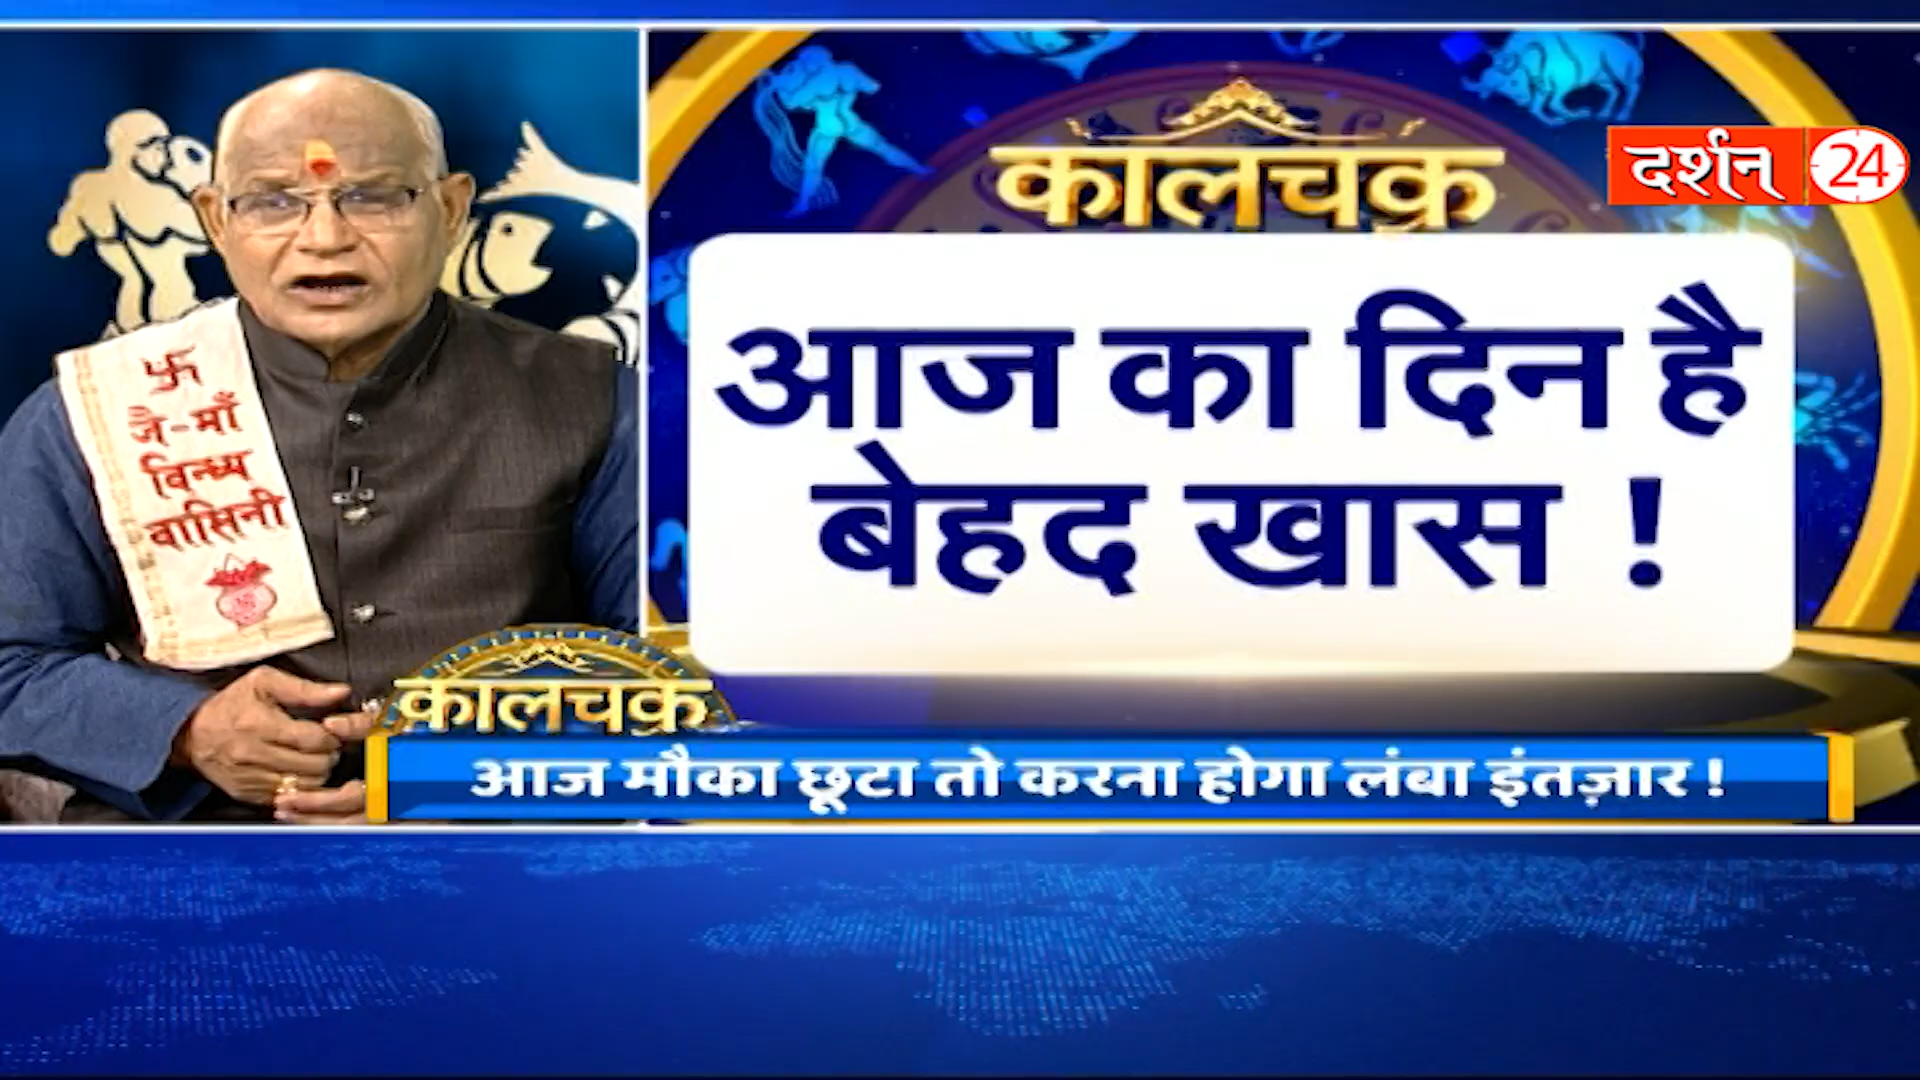 कालचक्र
दर्शन 24
आज का दिन है
बेहद खास !
जै-माँ
विन्ध्य
वासिनी
कालचक्र
आज मौका छूटा तो करना होगा लंबा इंतज़ार !